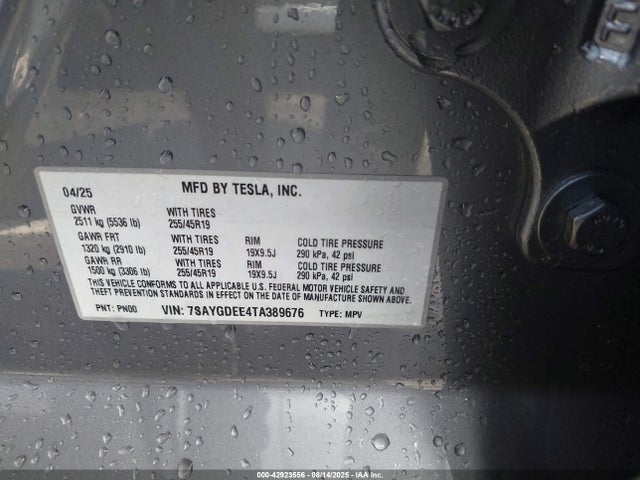 04/25 MFD BY TESLA, INC.
GVWR WITH TIRES
2511 kg (5536 lb) 255/45R19
GAWR FRT WITH TIRES RIM COLD TIRE PRESSURE
1320 kg (2910 lb) 255/45R19 19X9.5J 290 kPa, 42 psi
GAWR RR WITH TIRES RIM COLD TIRE PRESSURE
1500 kg (3306 lb) 255/45R19 19X9.5J 290 kPa, 42 psi
THIS VEHICLE CONFORMS TO ALL APPLICABLE U.S. FEDERAL MOTOR VEHICLE SAFETY AND
THEFT PREVENTION STANDARDS IN EFFECT ON THE DATE OF MANUFACTURE SHOWN ABOVE.
PNT: PN00 VIN: 7SAYGDEE4TA389676 TYPE: MPV
000-42923556 - 08/14/2025 - IAAI.COM